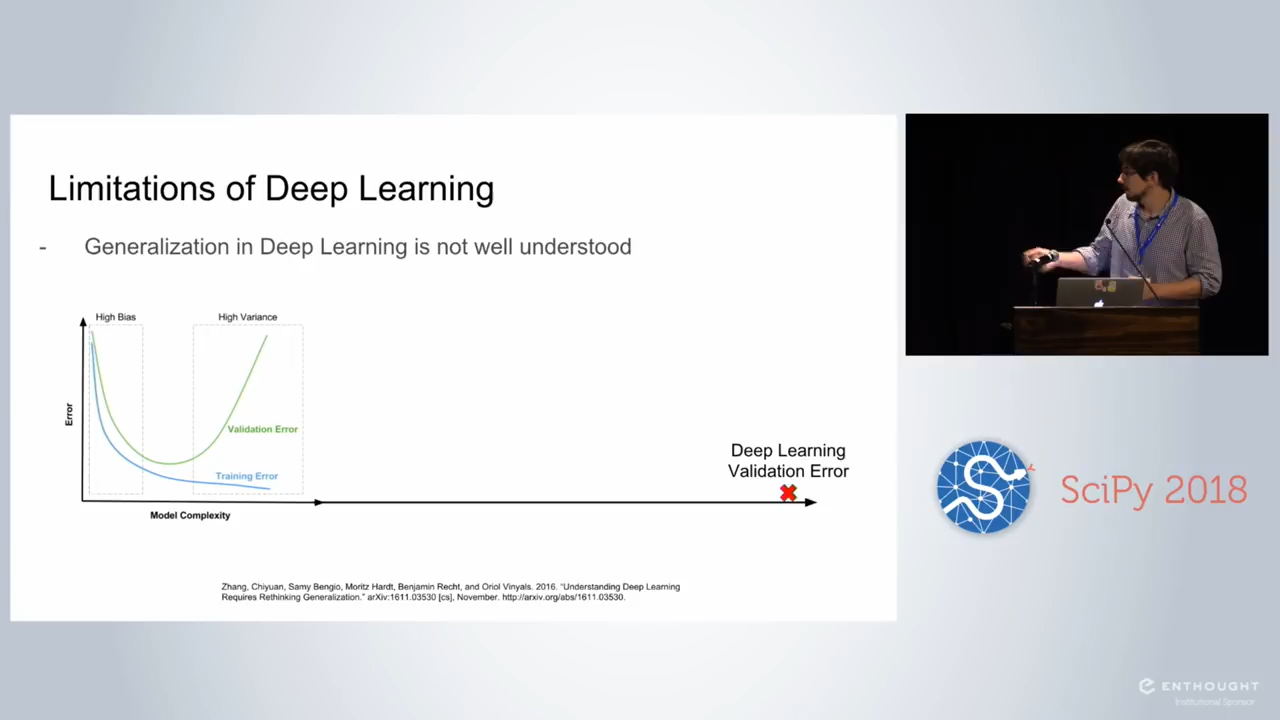 Limitations of Deep Learning
- Generalization in Deep Learning is not well understood
High Bias
High Variance
Error
Validation Error
Training Error
Model Complexity
Deep Learning
Validation Error
Zhang, Chiyuan, Samy Bengio, Moritz Hardt, Benjamin Recht, and Oriol Vinyals. 2016. “Understanding Deep Learning
Requires Rethinking Generalization.” arXiv:1611.03530 [cs], November. http://arxiv.org/abs/1611.03530.
SciPy 2018
ENTHOUGHT
Institutional Sponsor